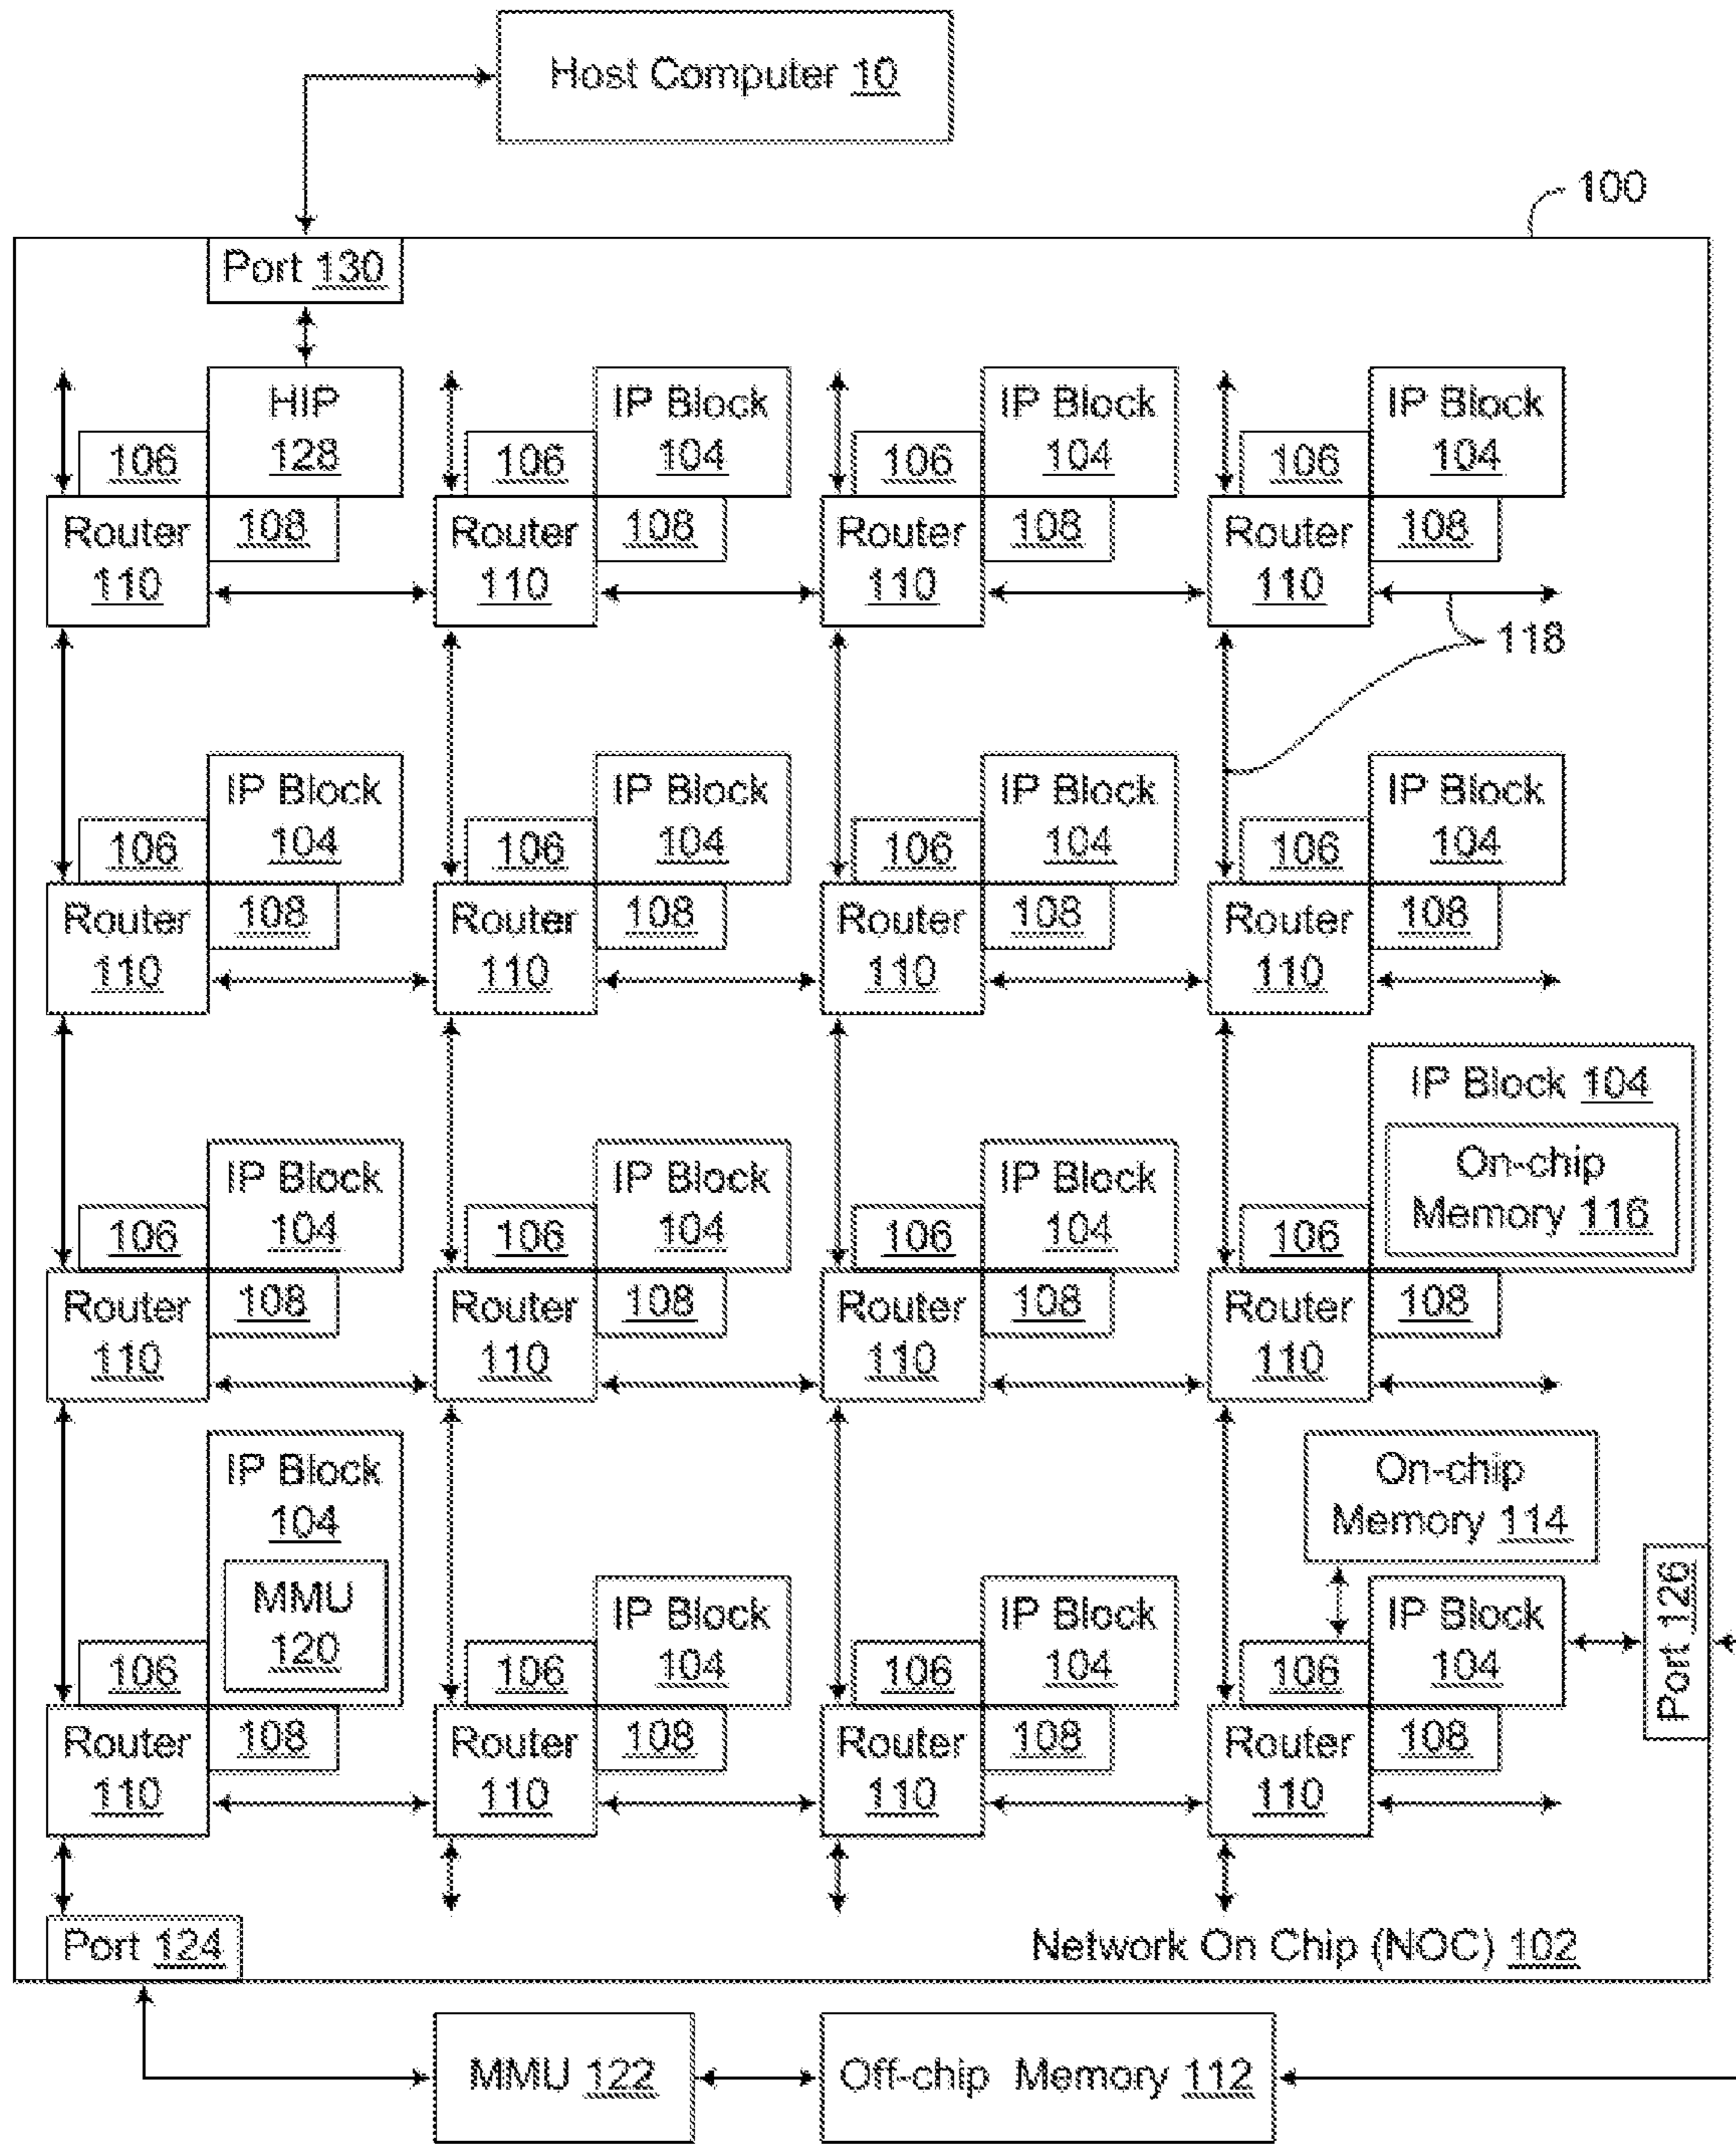 Host Computer 10
100
Port 130
HIP
128
106
108
Router
110
IP Block
104
106
108
Router
110
IP Block
104
106
108
Router
110
IP Block
104
106
108
Router
110
118
IP Block
104
106
108
Router
110
IP Block
104
106
108
Router
110
IP Block
104
106
108
Router
110
IP Block
104
106
108
Router
110
IP Block
104
106
108
Router
110
IP Block
104
106
108
Router
110
IP Block
104
106
108
Router
110
IP Block 104
On-chip
Memory 116
106
108
Router
110
IP Block
104
MMU
120
106
108
Router
110
IP Block
104
106
108
Router
110
IP Block
104
106
108
Router
110
On-chip
Memory 114
IP Block
104
106
108
Router
110
Port 126
Port 124
Network On Chip (NOC) 102
MMU 122
Off-chip Memory 112